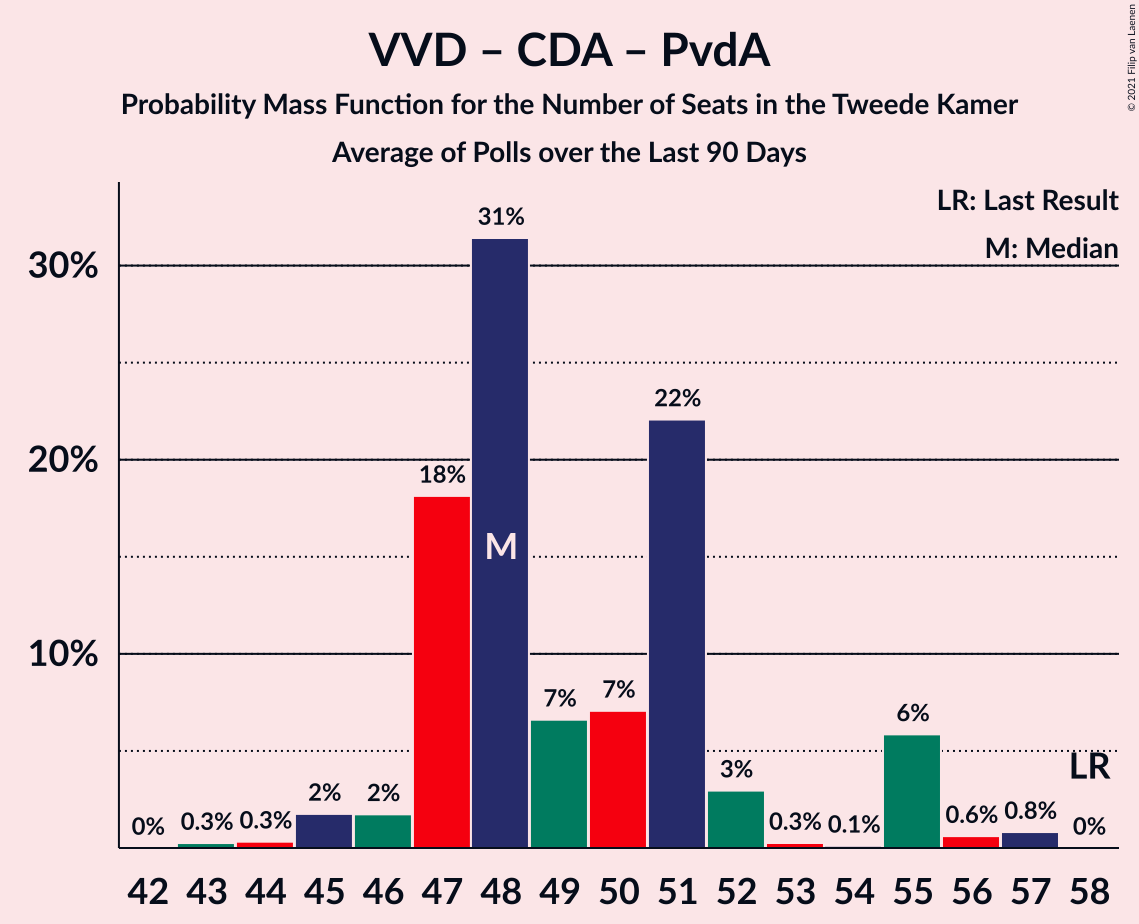 VVD – CDA – PvdA
Probability Mass Function for the Number of Seats in the Tweede Kamer
Average of Polls over the Last 90 Days
© 2021 Filip van Laenen
LR: Last Result
M: Median
30%
20%
10%
0% 0.3% 0.3% 2% 2% 18% 31% 7% 7% 22% 3% 0.3% 0.1% 6% 0.6% 0.8% 0%
M
LR
42 43 44 45 46 47 48 49 50 51 52 53 54 55 56 57 58